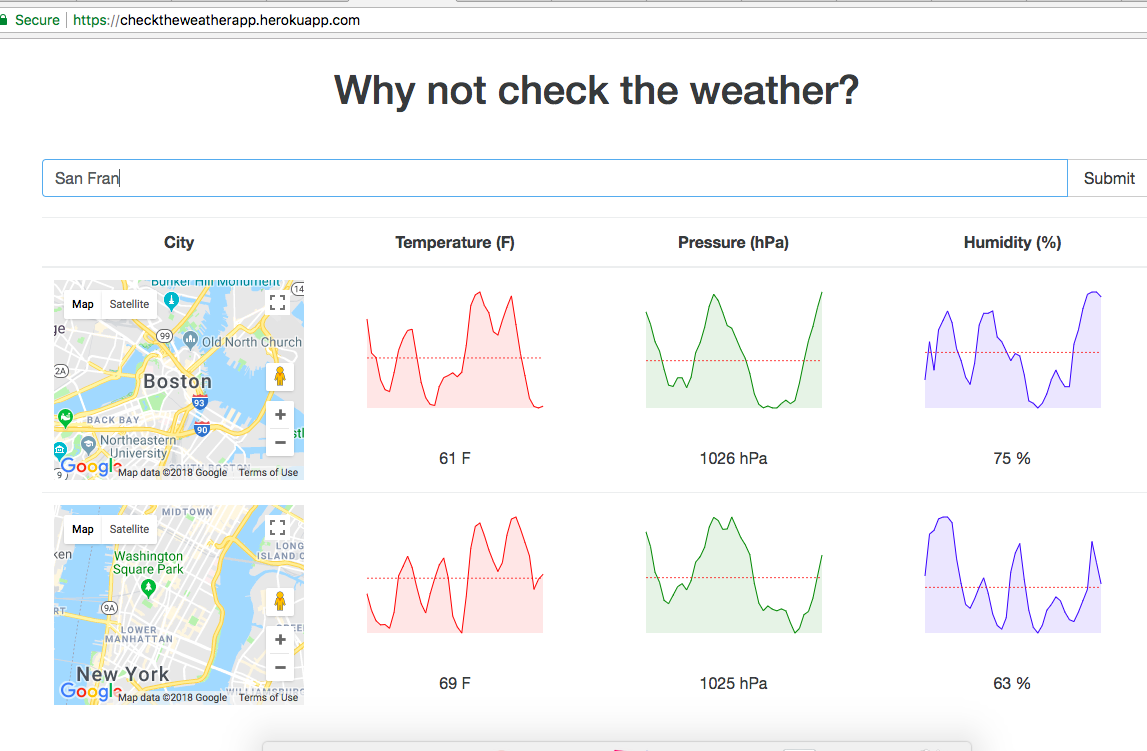 Secure https://checktheweatherapp.herokuapp.com
Why not check the weather?
San Fran
Submit
City Temperature (F) Pressure (hPa) Humidity (%)
Bunker Hill Monument
Map Satellite
14
99
Old North Church
2A
Boston
93
BACK BAY
90
Northeastern
University
Google Map data ©2018 Google Terms of Use
61 F 1026 hPa 75 %
MIDTOWN
Map Satellite
LONG
ISLAND C
Washington
Square Park
9A
LOWER
MANHATTAN
New York
WILLIAMSBURG
Google Map data ©2018 Google Terms of Use
69 F 1025 hPa 63 %